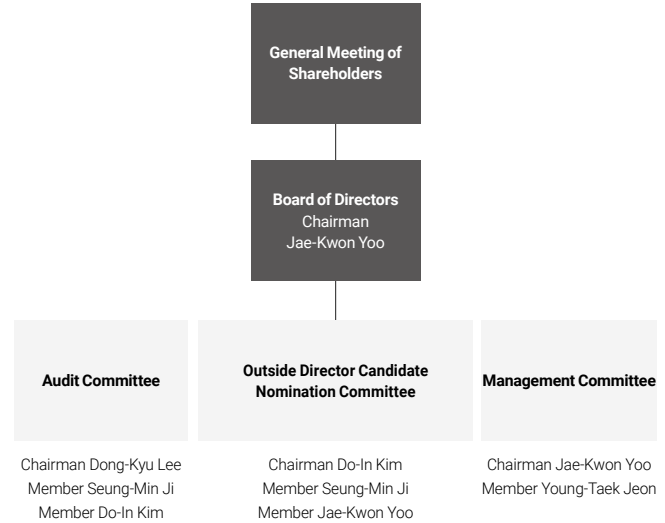 General Meeting of
Shareholders
Board of Directors
Chairman
Jae-Kwon Yoo
Audit Committee
Outside Director Candidate
Nomination Committee
Management Committee
Chairman Dong-Kyu Lee
Member Seung-Min Ji
Member Do-In Kim
Chairman Do-In Kim
Member Seung-Min Ji
Member Jae-Kwon Yoo
Chairman Jae-Kwon Yoo
Member Young-Taek Jeon